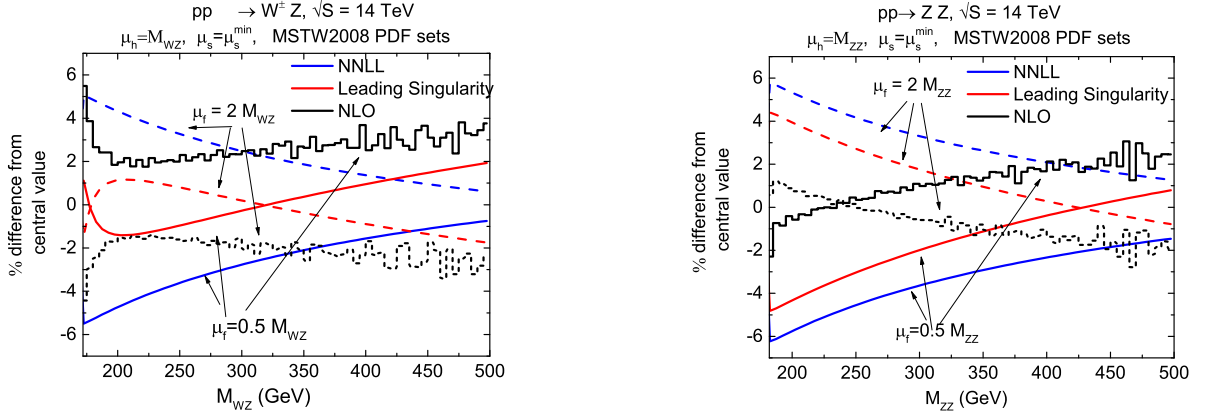 pp → W± Z, √S = 14 TeV
μh=MWZ, μs=μs^min, MSTW2008 PDF sets
% difference from
central value
6
4
2
0
-2
-4
-6
NNLL
Leading Singularity
NLO
μf = 2 MWZ
μf=0.5 MWZ
200 250 300 350 400 450 500
MWZ (GeV)
pp→ Z Z, √S = 14 TeV
μh=MZZ, μs=μs^min, MSTW2008 PDF sets
% difference from
central value
6
4
2
0
-2
-4
-6
NNLL
Leading Singularity
NLO
μf = 2 MZZ
μf=0.5 MZZ
200 250 300 350 400 450 500
MZZ (GeV)